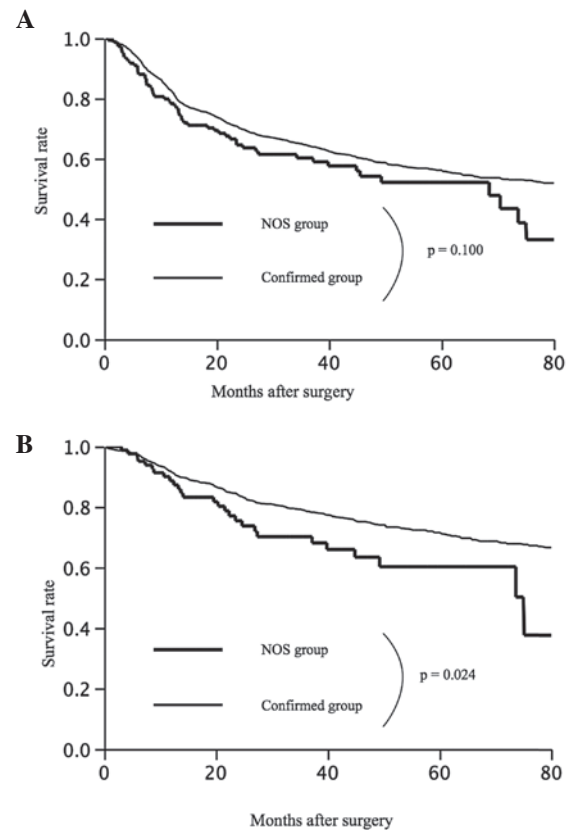 A
1.0
0.8
0.6
0.4
0.2
0.0
Survival rate
NOS group
Confirmed group
p = 0.100
0 20 40 60 80
Months after surgery
B
1.0
0.8
0.6
0.4
0.2
0.0
Survival rate
NOS group
Confirmed group
p = 0.024
0 20 40 60 80
Months after surgery